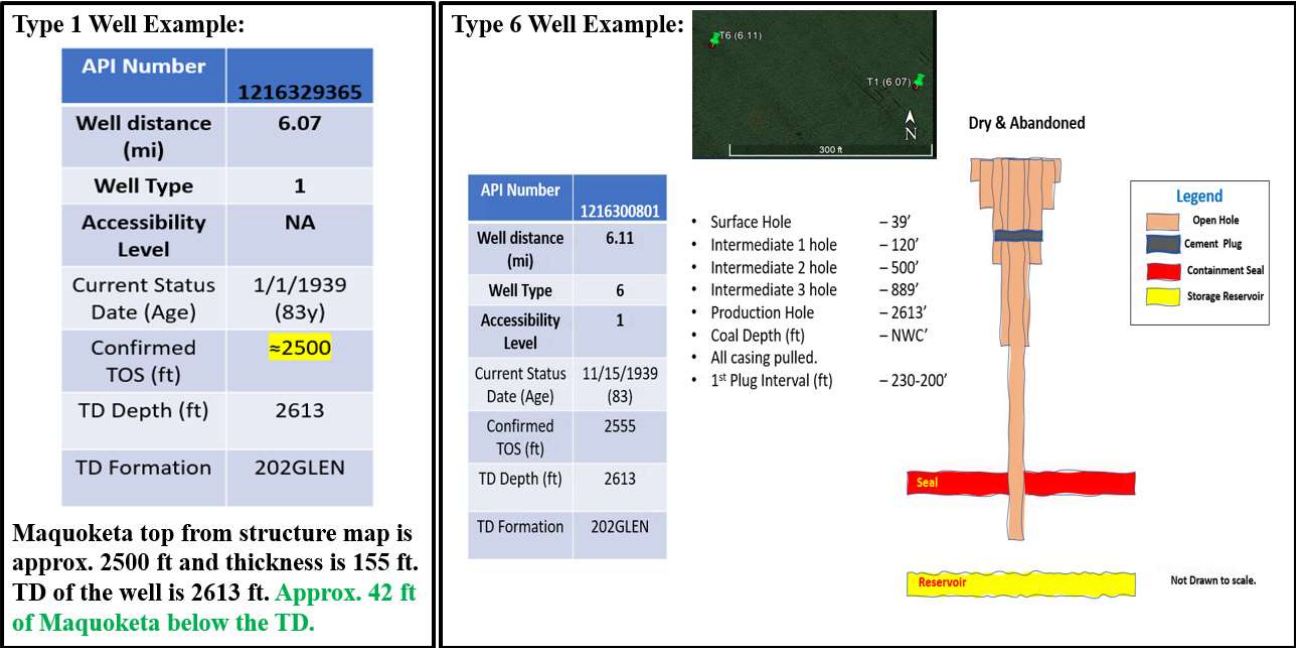 Type 1 Well Example:
API Number
1216329365
Well distance
(mi)
6.07
Well Type
1
Accessibility
Level
NA
Current Status
Date (Age)
1/1/1939
(83y)
Confirmed
TOS (ft)
≈2500
TD Depth (ft)
2613
TD Formation
202GLEN
Maquoketa top from structure map is
approx. 2500 ft and thickness is 155 ft.
TD of the well is 2613 ft. Approx. 42 ft
of Maquoketa below the TD.
Type 6 Well Example:
T6 (6.11)
T1 (6.07)
N
300 ft
API Number
1216300801
Well distance
(mi)
6.11
Well Type
6
Accessibility
Level
1
Current Status
Date (Age)
11/15/1939
(83)
Confirmed
TOS (ft)
2555
TD Depth (ft)
2613
TD Formation
202GLEN
• Surface Hole – 39’
• Intermediate 1 hole – 120’
• Intermediate 2 hole – 500’
• Intermediate 3 hole – 889’
• Production Hole – 2613’
• Coal Depth (ft) – NWC’
• All casing pulled.
• 1st Plug Interval (ft) – 230-200’
Dry & Abandoned
Seal
Reservoir
Legend
Open Hole
Cement Plug
Containment Seal
Storage Reservoir
Not Drawn to scale.